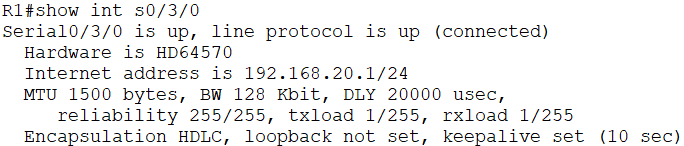 R1#show int s0/3/0
Serial0/3/0 is up, line protocol is up (connected)
  Hardware is HD64570
  Internet address is 192.168.20.1/24
  MTU 1500 bytes, BW 128 Kbit, DLY 20000 usec,
     reliability 255/255, txload 1/255, rxload 1/255
  Encapsulation HDLC, loopback not set, keepalive set (10 sec)